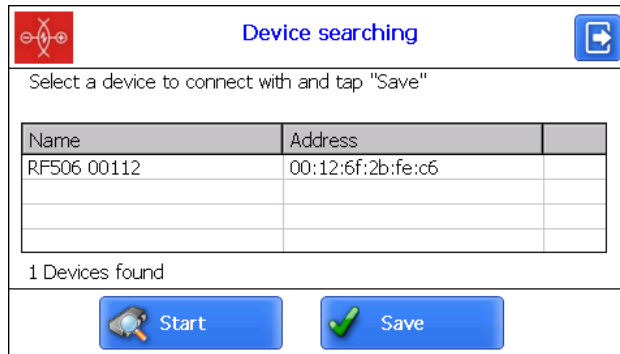 Device searching
Select a device to connect with and tap "Save"
Name Address
RF506 00112 00:12:6f:2b:fe:c6
1 Devices found
Start Save